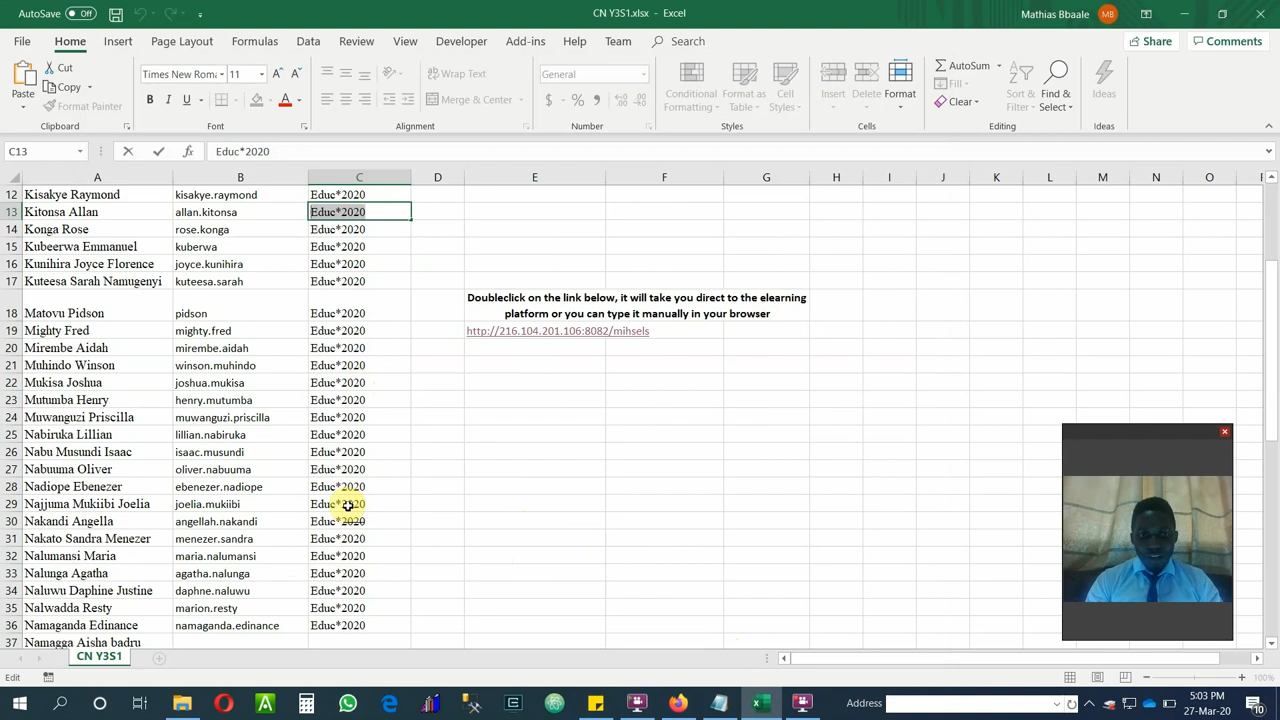 AutoSave Off
CN Y3S1.xlsx - Excel
Mathias Bbaale MB
File Home Insert Page Layout Formulas Data Review View Developer Add-ins Help Team Search Share Comments
Paste Cut Copy Format Painter Clipboard
Times New Rom 11 B I U A Font
Wrap Text Merge & Center Alignment
General $ % Number
Conditional Formatting Format as Table Cell Styles Styles
Insert Delete Format Cells
AutoSum Fill Clear Sort & Filter Find & Select Editing
Ideas Ideas
C13 fx Educ*2020
A B C D E F G H I J K L M N O
12 Kisakye Raymond kisakye.raymond Educ*2020
13 Kitonsa Allan allan.kitonsa Educ*2020
14 Konga Rose rose.konga Educ*2020
15 Kubeerwa Emmanuel kuberwa Educ*2020
16 Kunihira Joyce Florence joyce.kunihira Educ*2020
17 Kuteesa Sarah Namugenyi kuteesa.sarah Educ*2020
Doubleclick on the link below, it will take you direct to the elearning
platform or you can type it manually in your browser
18 Matovu Pidson pidson Educ*2020
19 Mighty Fred mighty.fred Educ*2020 http://216.104.201.106:8082/mihsels
20 Mirembe Aidah mirembe.aidah Educ*2020
21 Muhindo Winson winson.muhindo Educ*2020
22 Mukisa Joshua joshua.mukisa Educ*2020
23 Mutumba Henry henry.mutumba Educ*2020
24 Muwanguzi Priscilla muwanguzi.priscilla Educ*2020
25 Nabiruka Lillian lillian.nabiruka Educ*2020
26 Nabu Musundi Isaac isaac.musundi Educ*2020
27 Nabuuma Oliver oliver.nabuuma Educ*2020
28 Nadiope Ebenezer ebenezer.nadiope Educ*2020
29 Najjuma Mukiibi Joelia joelia.mukiibi Educ*2020
30 Nakandi Angella angellah.nakandi Educ*2020
31 Nakato Sandra Menezer menezer.sandra Educ*2020
32 Nalumansi Maria maria.nalumansi Educ*2020
33 Nalunga Agatha agatha.nalunga Educ*2020
34 Naluwu Daphine Justine daphne.naluwu Educ*2020
35 Nalwadda Resty marion.resty Educ*2020
36 Namaganda Edinance namaganda.edinance Educ*2020
37 Namagga Aisha badru
CN Y3S1
Edit 100%
Address 5:03 PM
27-Mar-20 10